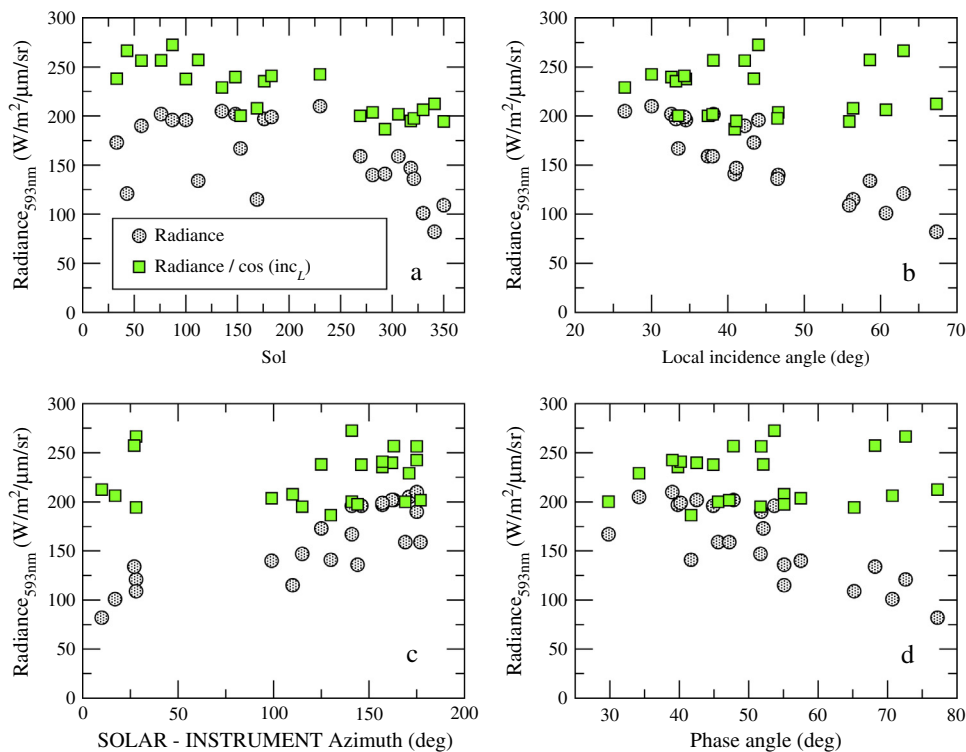 300
250
200
150
100
50
0
Radiance593nm (W/m²/μm/sr)
a
Radiance
Radiance / cos (incL)
0 50 100 150 200 250 300 350
Sol
300
250
200
150
100
50
0
Radiance593nm (W/m²/μm/sr)
b
20 30 40 50 60 70
Local incidence angle (deg)
300
250
200
150
100
50
0
Radiance593nm (W/m²/μm/sr)
c
0 50 100 150 200
SOLAR - INSTRUMENT Azimuth (deg)
300
250
200
150
100
50
0
Radiance593nm (W/m²/μm/sr)
d
30 40 50 60 70 80
Phase angle (deg)